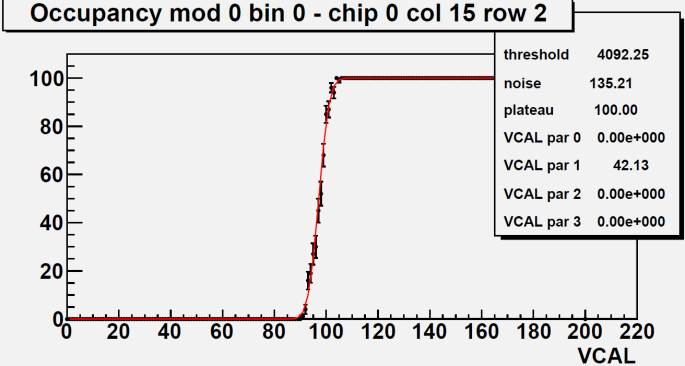 Occupancy mod 0 bin 0 - chip 0 col 15 row 2
threshold 4092.25
noise 135.21
plateau 100.00
VCAL par 0 0.00e+000
VCAL par 1 42.13
VCAL par 2 0.00e+000
VCAL par 3 0.00e+000
100
80
60
40
20
0
0 20 40 60 80 100 120 140 160 180 200 220
VCAL